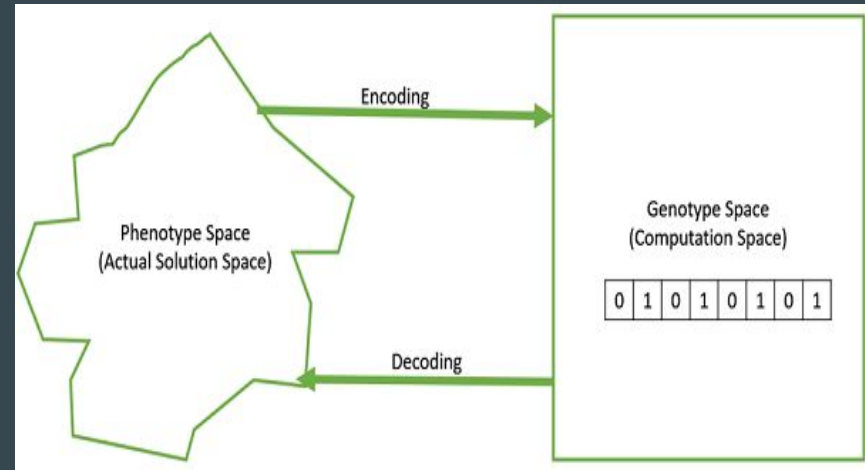 Encoding
Phenotype Space
(Actual Solution Space)
Genotype Space
(Computation Space)
0 1 0 1 0 1 0 1
Decoding